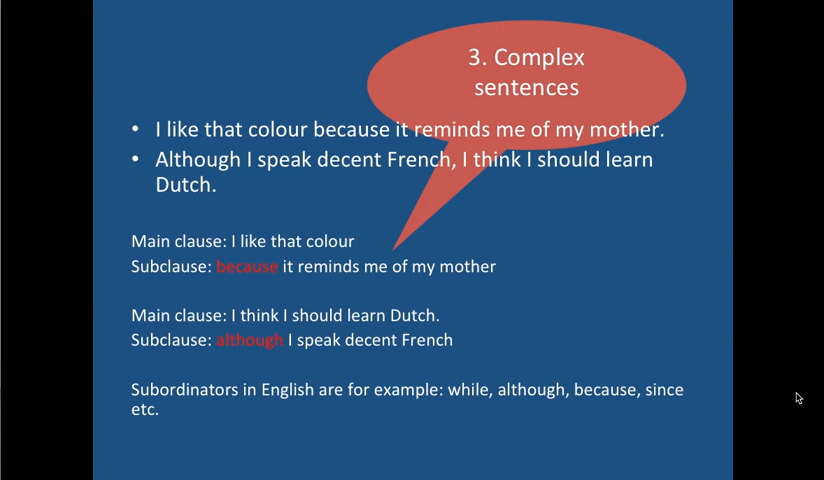 3. Complex
sentences
• I like that colour because it reminds me of my mother.
• Although I speak decent French, I think I should learn
Dutch.
Main clause: I like that colour
Subclause: because it reminds me of my mother
Main clause: I think I should learn Dutch.
Subclause: although I speak decent French
Subordinators in English are for example: while, although, because, since
etc.